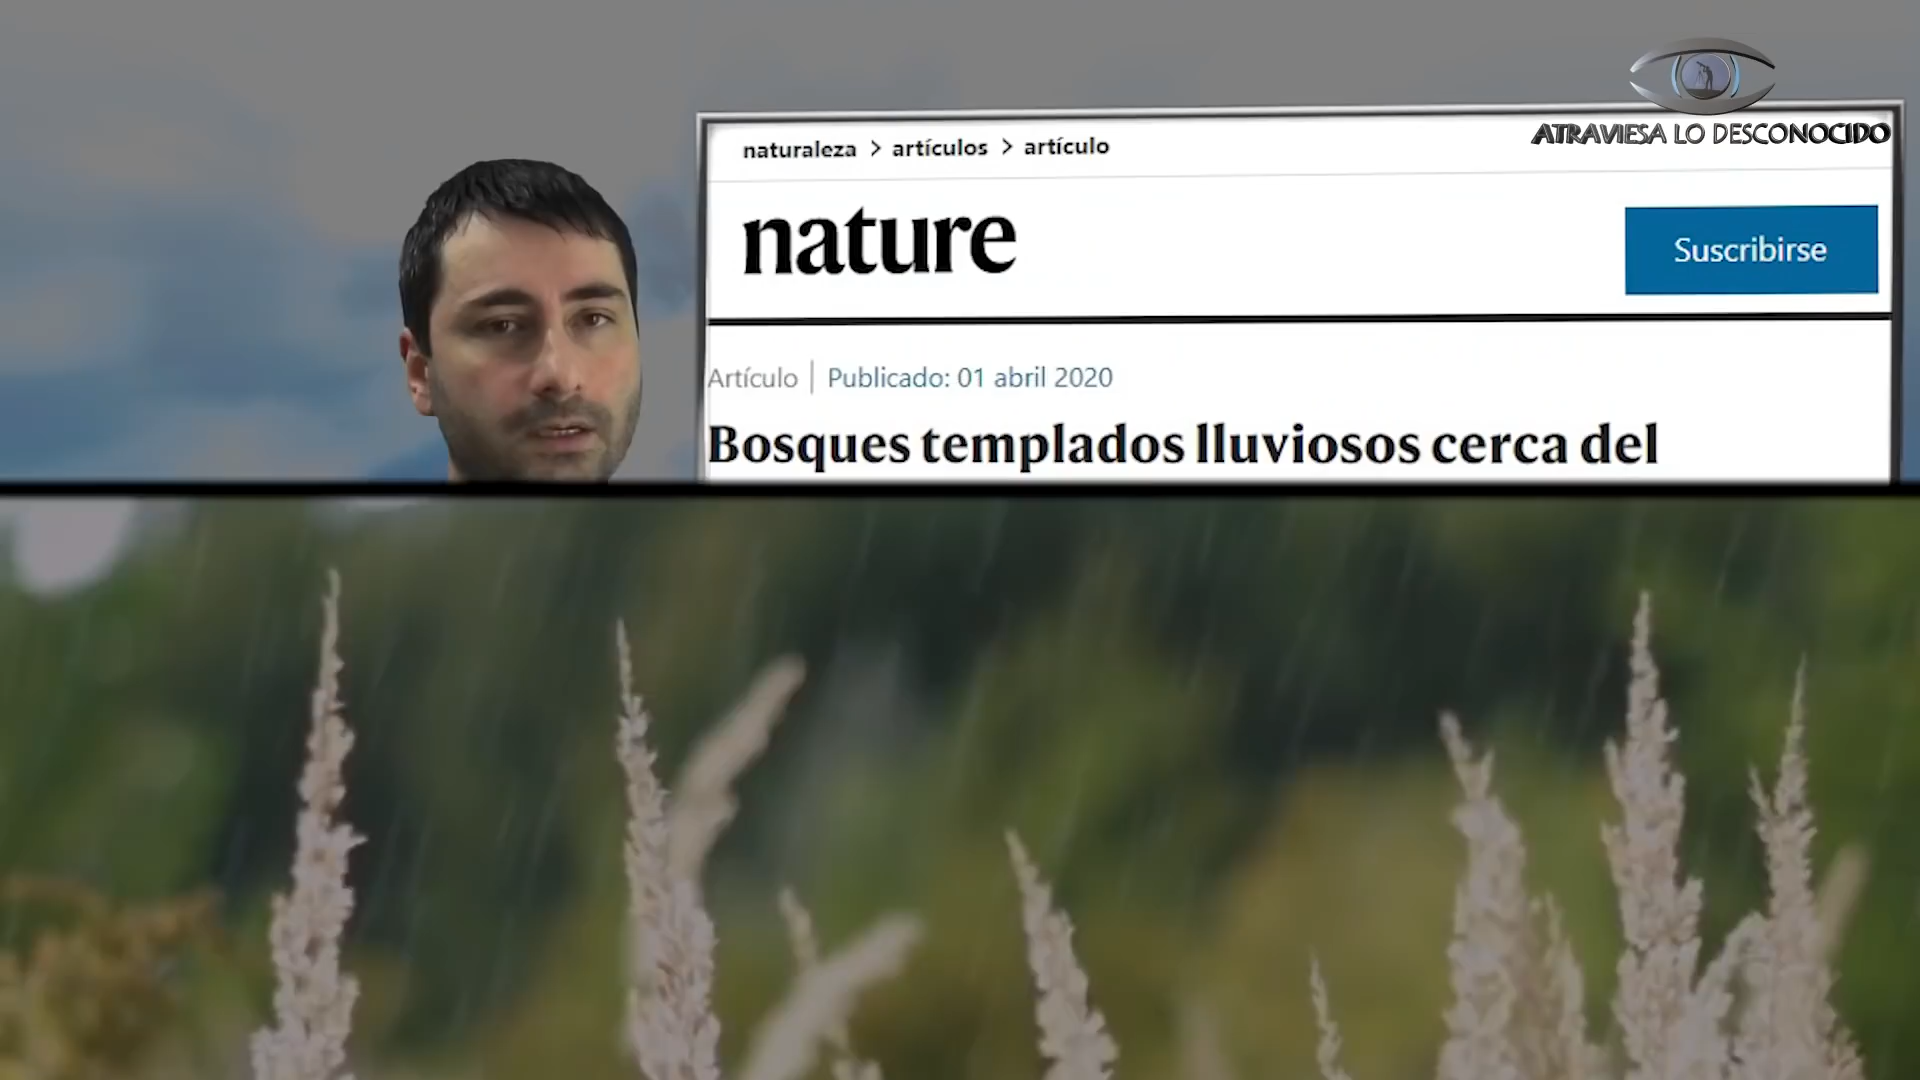 ATRAVIESA LO DESCONOCIDO
naturaleza > artículos > artículo
nature
Suscribirse
Artículo | Publicado: 01 abril 2020
Bosques templados lluviosos cerca del